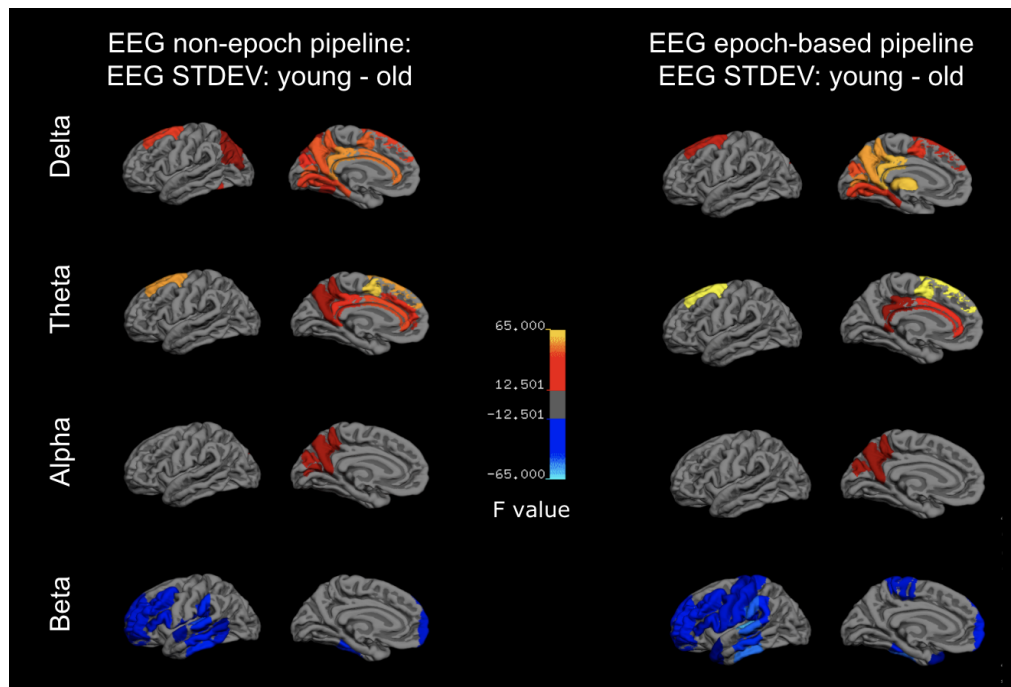 EEG non-epoch pipeline:
EEG STDEV: young - old
EEG epoch-based pipeline
EEG STDEV: young - old
Delta
Theta
65.000
12.501
-12.501
-65.000
F value
Alpha
Beta